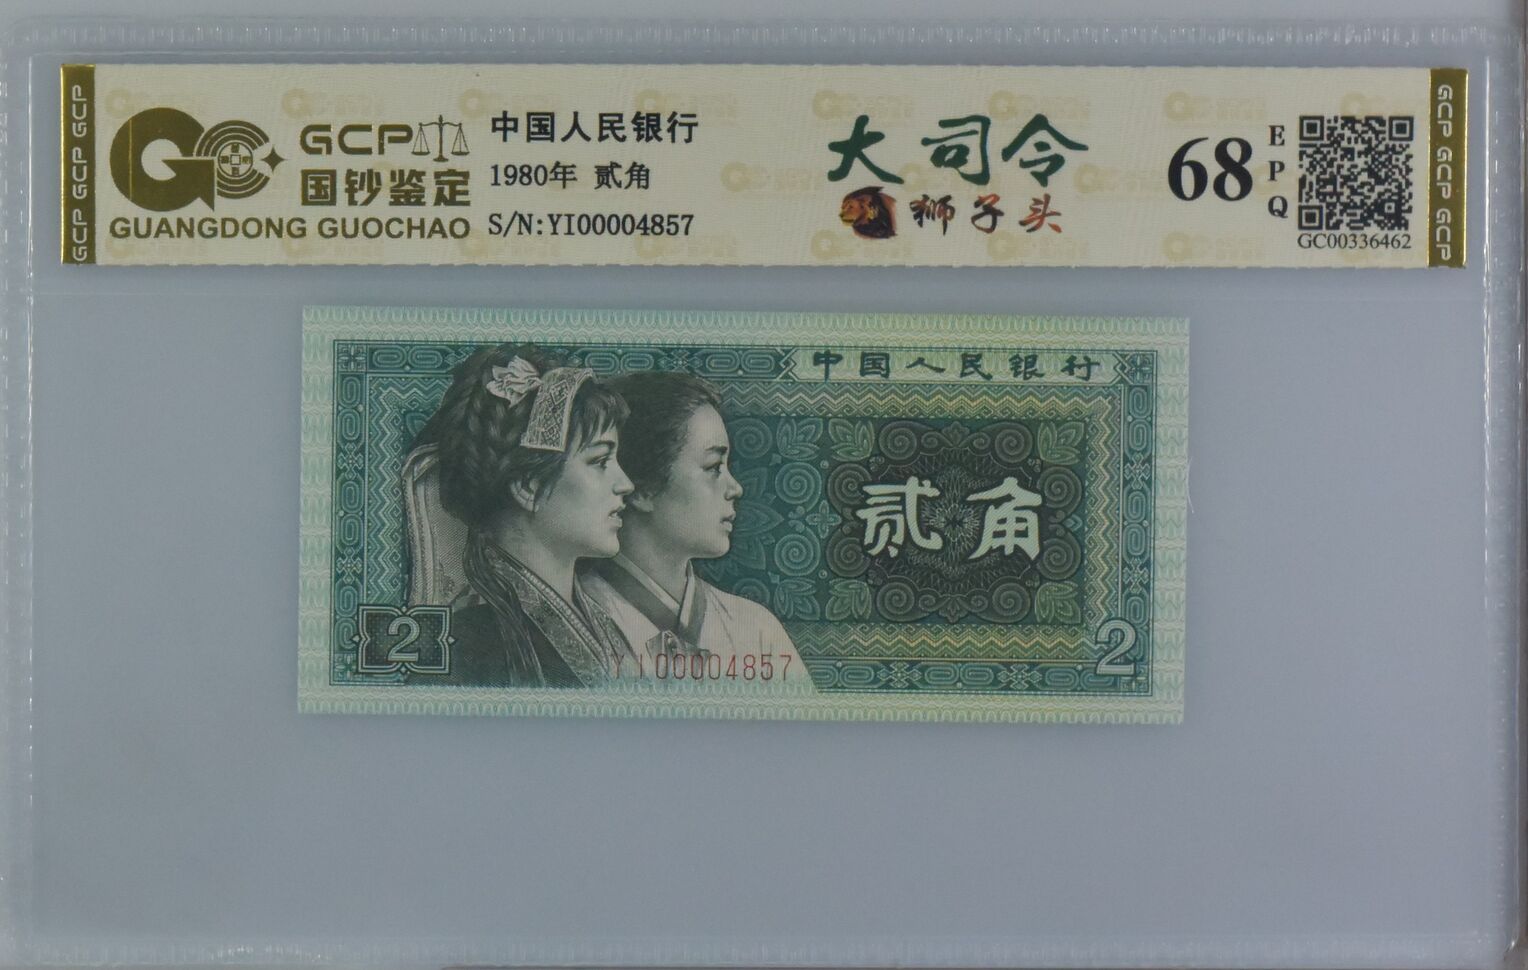 GCP GCP GCP
GCP
国钞鉴定
GUANGDONG GUOCHAO
中国人民银行
1980年 贰角
S/N:YI00004857
大司令
狮子头
68
EPQ
GC00336462
GCP GCP GCP
中国人民银行
贰角
2
YI00004857
2